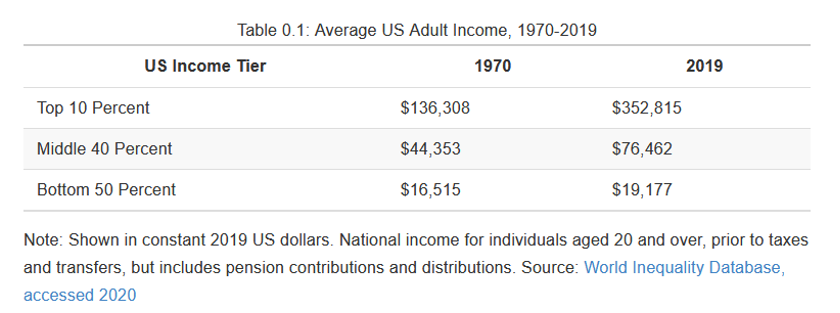 Table 0.1: Average US Adult Income, 1970-2019
US Income Tier 1970 2019
Top 10 Percent $136,308 $352,815
Middle 40 Percent $44,353 $76,462
Bottom 50 Percent $16,515 $19,177
Note: Shown in constant 2019 US dollars. National income for individuals aged 20 and over, prior to taxes
and transfers, but includes pension contributions and distributions. Source: World Inequality Database,
accessed 2020